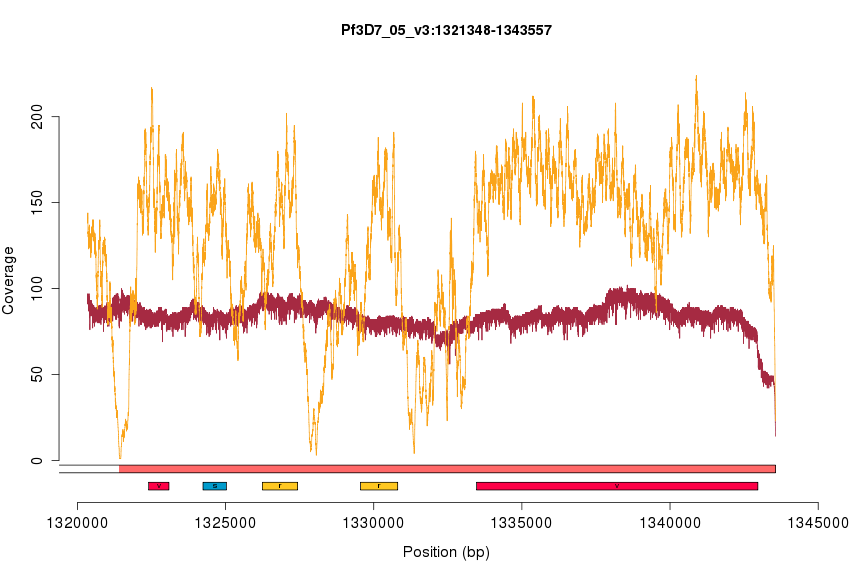 Pf3D7_05_v3:1321348-1343557
Coverage
0
50
100
150
200
v
s
r
r
v
1320000
1325000
1330000
1335000
1340000
1345000
Position (bp)